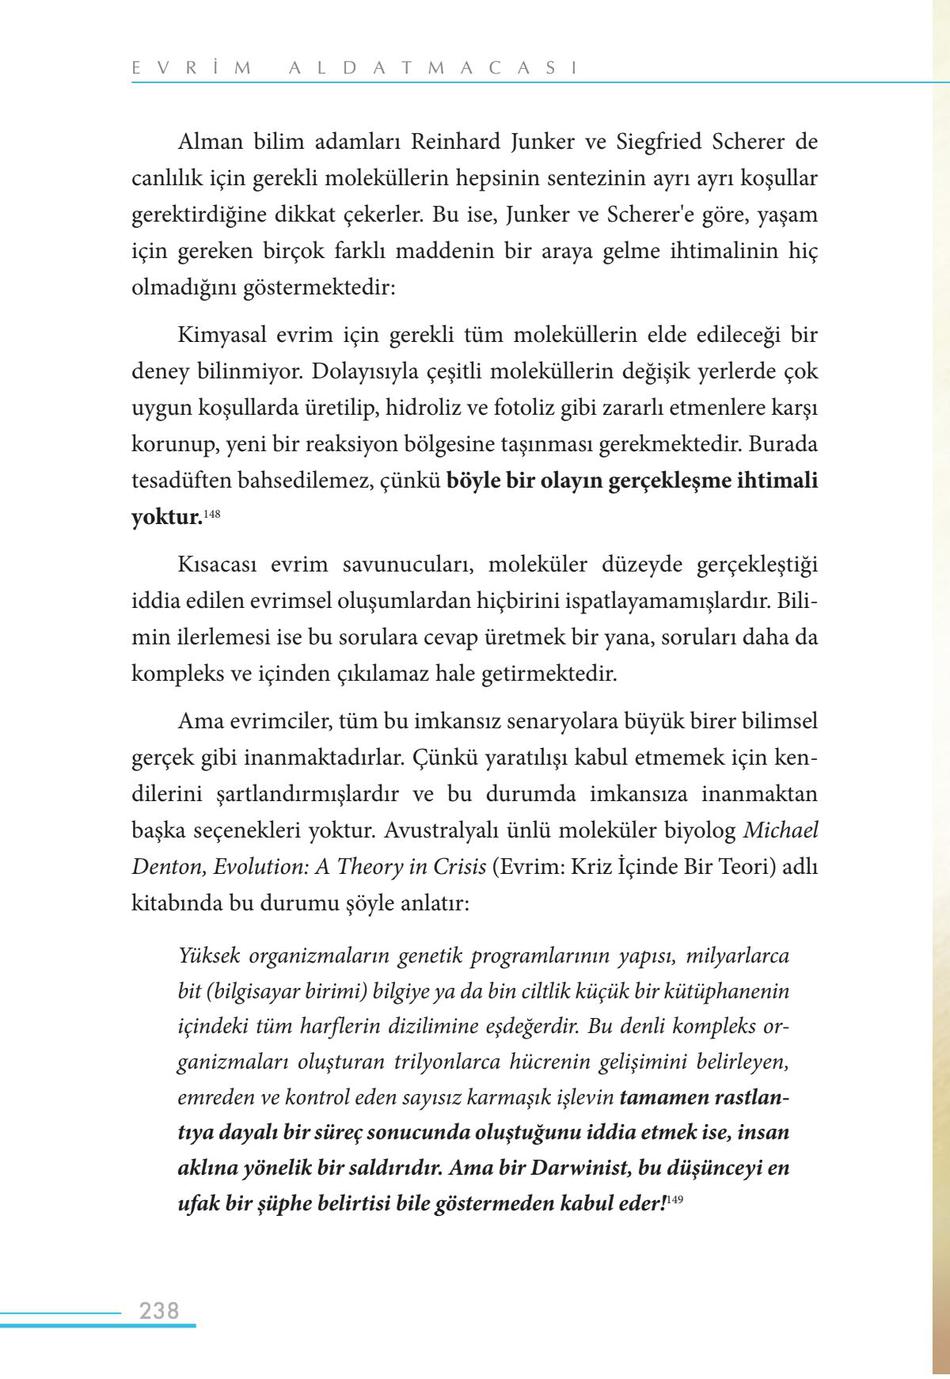 EVRİM ALDATMACASI
Alman bilim adamları Reinhard Junker ve Siegfried Scherer de
canlılık için gerekli moleküllerin hepsinin sentezinin ayrı ayrı koşullar
gerektirdiğine dikkat çekerler. Bu ise, Junker ve Scherer'e göre, yaşam
için gereken birçok farklı maddenin bir araya gelme ihtimalinin hiç
olmadığını göstermektedir:
Kimyasal evrim için gerekli tüm moleküllerin elde edileceği bir
deney bilinmiyor. Dolayısıyla çeşitli moleküllerin değişik yerlerde çok
uygun koşullarda üretilip, hidroliz ve fotoliz gibi zararlı etmenlere karşı
korunup, yeni bir reaksiyon bölgesine taşınması gerekmektedir. Burada
tesadüften bahsedilemez, çünkü böyle bir olayın gerçekleşme ihtimali
yoktur.148
Kısacası evrim savunucuları, moleküler düzeyde gerçekleştiği
iddia edilen evrimsel oluşumlardan hiçbirini ispatlayamamışlardır. Bili-
min ilerlemesi ise bu sorulara cevap üretmek bir yana, soruları daha da
kompleks ve içinden çıkılamaz hale getirmektedir.
Ama evrimciler, tüm bu imkansız senaryolara büyük birer bilimsel
gerçek gibi inanmaktadırlar. Çünkü yaratılışı kabul etmemek için ken-
dilerini şartlandırmışlardır ve bu durumda imkansıza inanmaktan
başka seçenekleri yoktur. Avustralyalı ünlü moleküler biyolog Michael
Denton, Evolution: A Theory in Crisis (Evrim: Kriz İçinde Bir Teori) adlı
kitabında bu durumu şöyle anlatır:
Yüksek organizmaların genetik programlarının yapısı, milyarlarca
bit (bilgisayar birimi) bilgiye ya da bin ciltlik küçük bir kütüphanenin
içindeki tüm harflerin dizilimine eşdeğerdir. Bu denli kompleks or-
ganizmaları oluşturan trilyonlarca hücrenin gelişimini belirleyen,
emreden ve kontrol eden sayısız karmaşık işlevin tamamen rastlan-
tıya dayalı bir süreç sonucunda oluştuğunu iddia etmek ise, insan
aklına yönelik bir saldırıdır. Ama bir Darwinist, bu düşünceyi en
ufak bir şüphe belirtisi bile göstermeden kabul eder!149
238